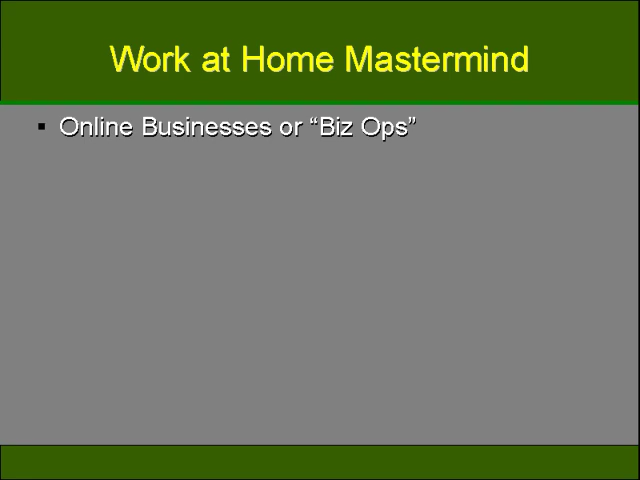 Work at Home Mastermind
▪ Online Businesses or “Biz Ops”